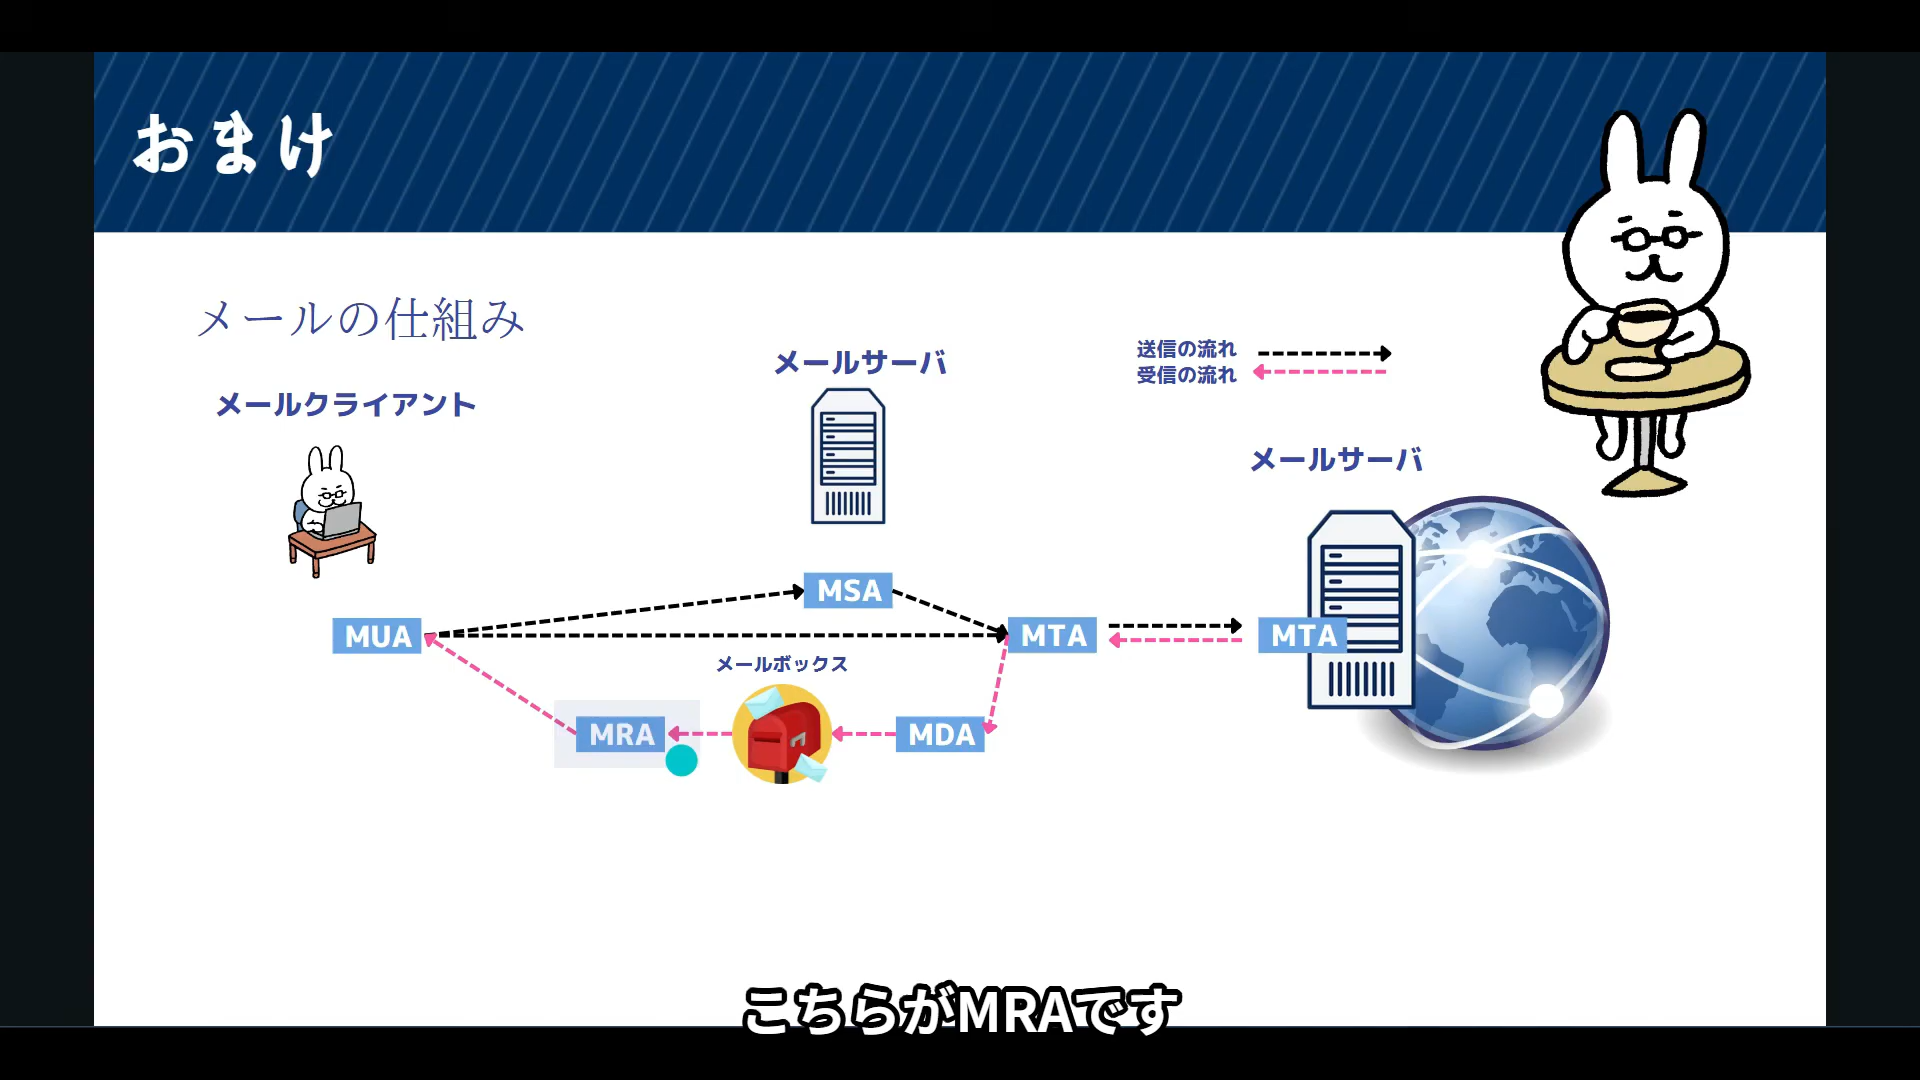 おまけ
メールの仕組み
メールサーバ
送信の流れ
受信の流れ
メールクライアント
メールサーバ
MSA
MUA
MTA
MTA
メールボックス
MRA
MDA
こちらがMRAです